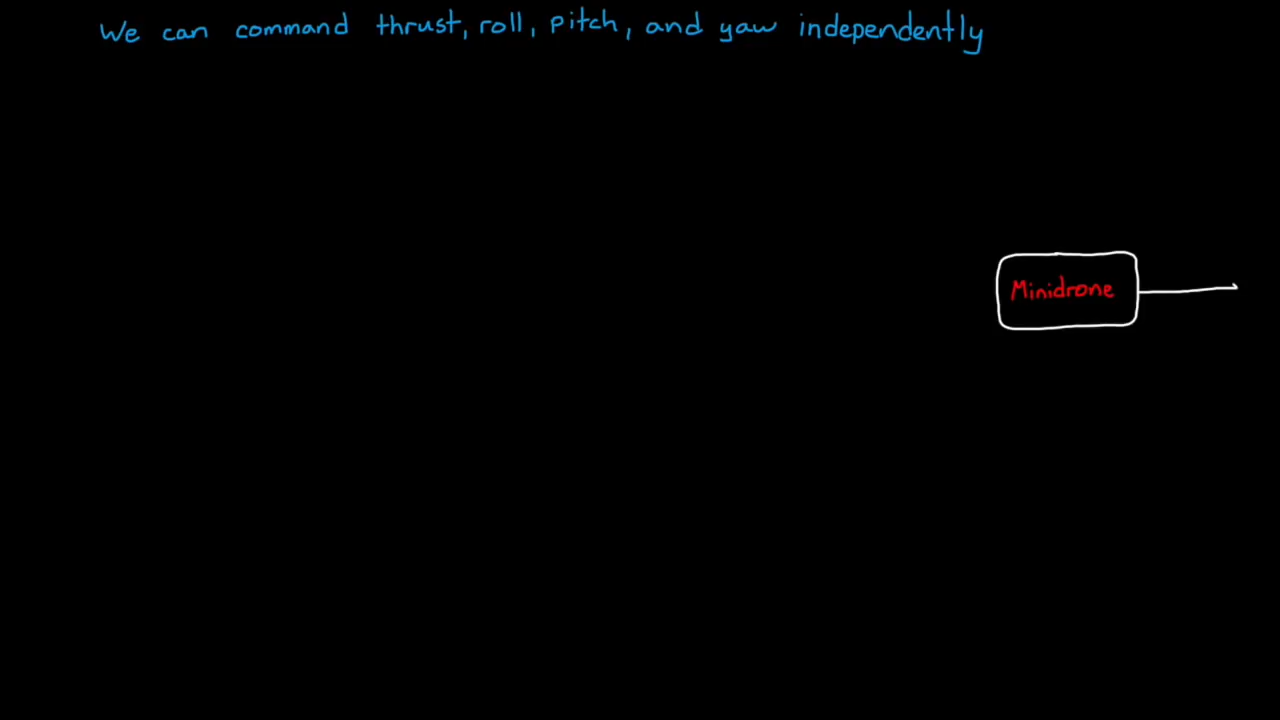 We can command thrust, roll, pitch, and yaw independently
Minidrone